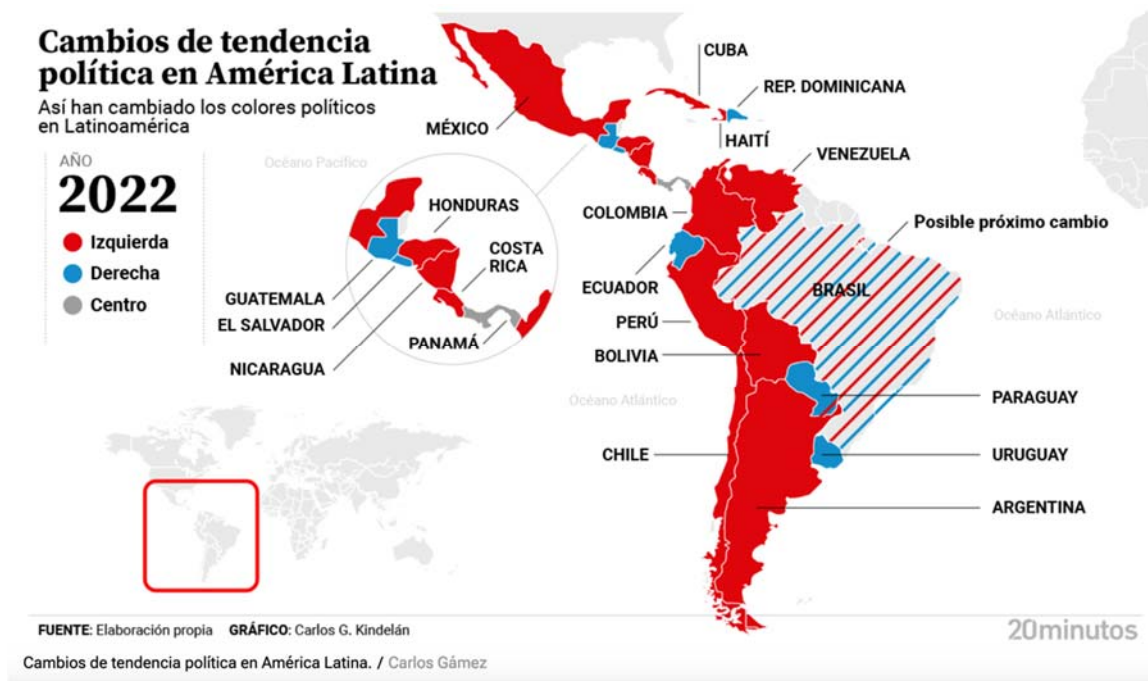 Cambios de tendencia
política en América Latina
Así han cambiado los colores políticos
en Latinoamérica
AÑO
2022
Izquierda
Derecha
Centro
Océano Pacífico
MÉXICO
CUBA
REP. DOMINICANA
HAITÍ
VENEZUELA
HONDURAS
COSTA
RICA
GUATEMALA
EL SALVADOR
NICARAGUA
PANAMÁ
COLOMBIA
ECUADOR
PERÚ
BOLIVIA
Océano Atlántico
CHILE
Posible próximo cambio
BRASIL
Océano Atlántico
PARAGUAY
URUGUAY
ARGENTINA
FUENTE: Elaboración propia GRÁFICO: Carlos G. Kindelán
20minutos
Cambios de tendencia política en América Latina. / Carlos Gámez